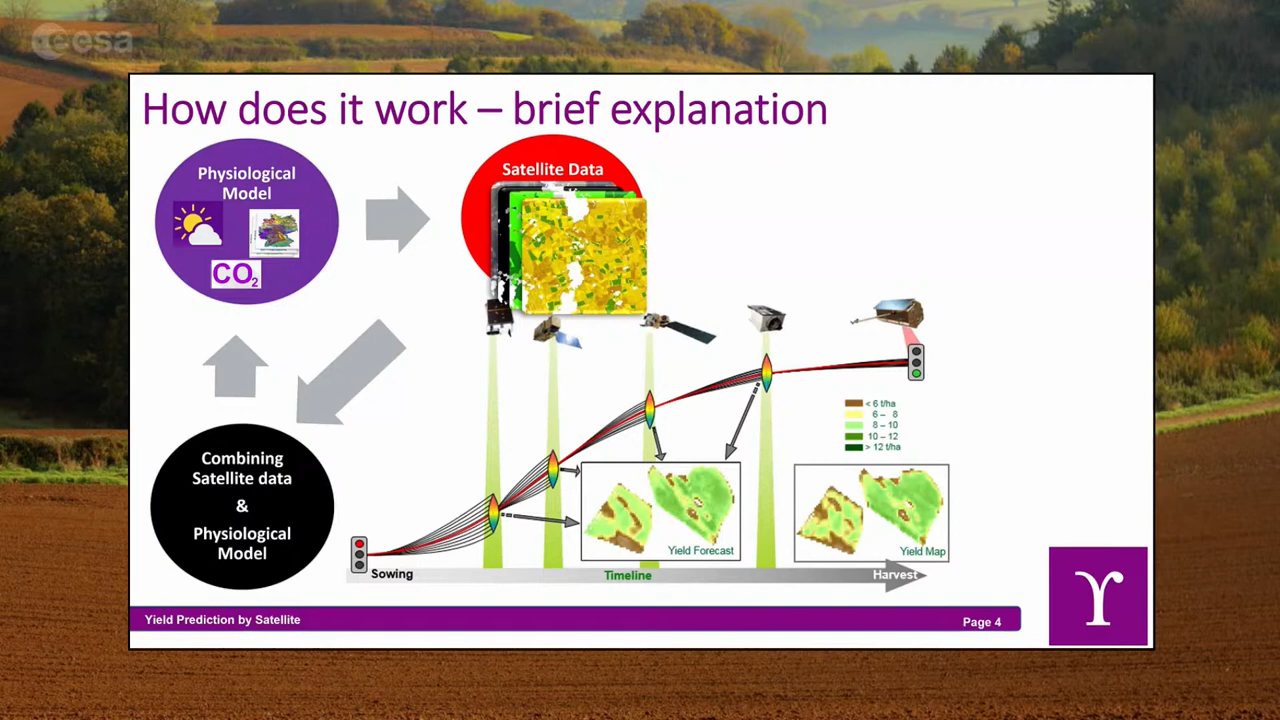 esa
How does it work – brief explanation
Physiological
Model
CO₂
Satellite Data
Combining
Satellite data
&
Physiological
Model
< 6 t/ha
6 – 8
8 – 10
10 – 12
> 12 t/ha
Yield Forecast
Yield Map
Sowing
Timeline
Harvest
Yield Prediction by Satellite
Page 4